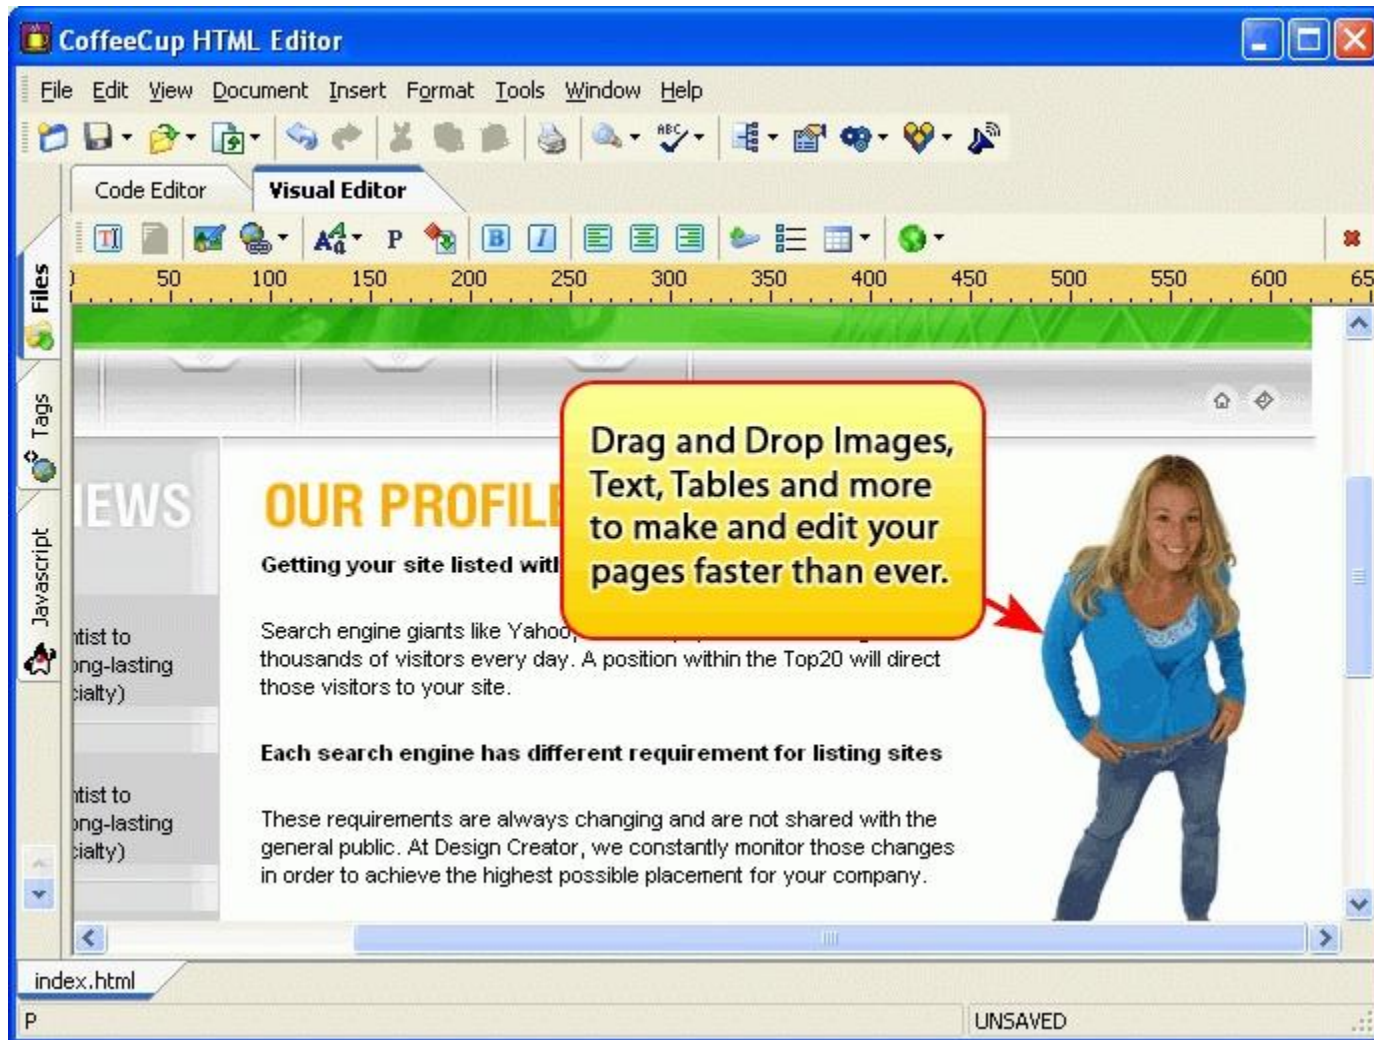 CoffeeCup HTML Editor
File Edit View Document Insert Format Tools Window Help
ABC
Code Editor Visual Editor
P B I
50 100 150 200 250 300 350 400 450 500 550 600 65
Files
Tags
Javascript
EWS
OUR PROFILE
Getting your site listed
Drag and Drop Images,
Text, Tables and more
to make and edit your
pages faster than ever.
Search engine giants like Yahoo
thousands of visitors every day. A position within the Top20 will direct
those visitors to your site.
Each search engine has different requirement for listing sites
These requirements are always changing and are not shared with the
general public. At Design Creator, we constantly monitor those changes
in order to achieve the highest possible placement for your company.
ntist to
ong-lasting
cialty)
ntist to
ong-lasting
cialty)
index.html
P UNSAVED